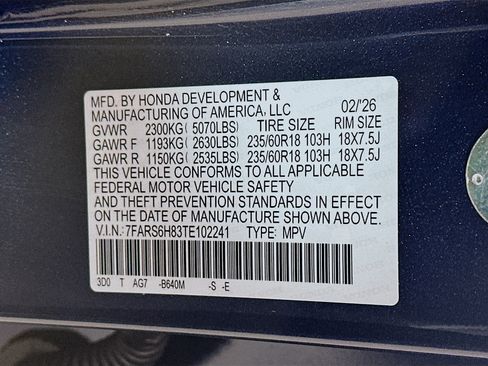 MFD. BY HONDA DEVELOPMENT &
MANUFACTURING OF AMERICA, LLC 02/'26
GVWR 2300KG(5070LBS) TIRE SIZE RIM SIZE
GAWR F 1193KG(2630LBS) 235/60R18 103H 18X7.5J
GAWR R 1150KG(2535LBS) 235/60R18 103H 18X7.5J
THIS VEHICLE CONFORMS TO ALL APPLICABLE
FEDERAL MOTOR VEHICLE SAFETY
AND THEFT PREVENTION STANDARDS IN EFFECT
ON THE DATE OF MANUFACTURE SHOWN ABOVE.
V.I.N.:7FARS6H83TE102241 TYPE: MPV
3D0 T AG7 -B640M -S -E